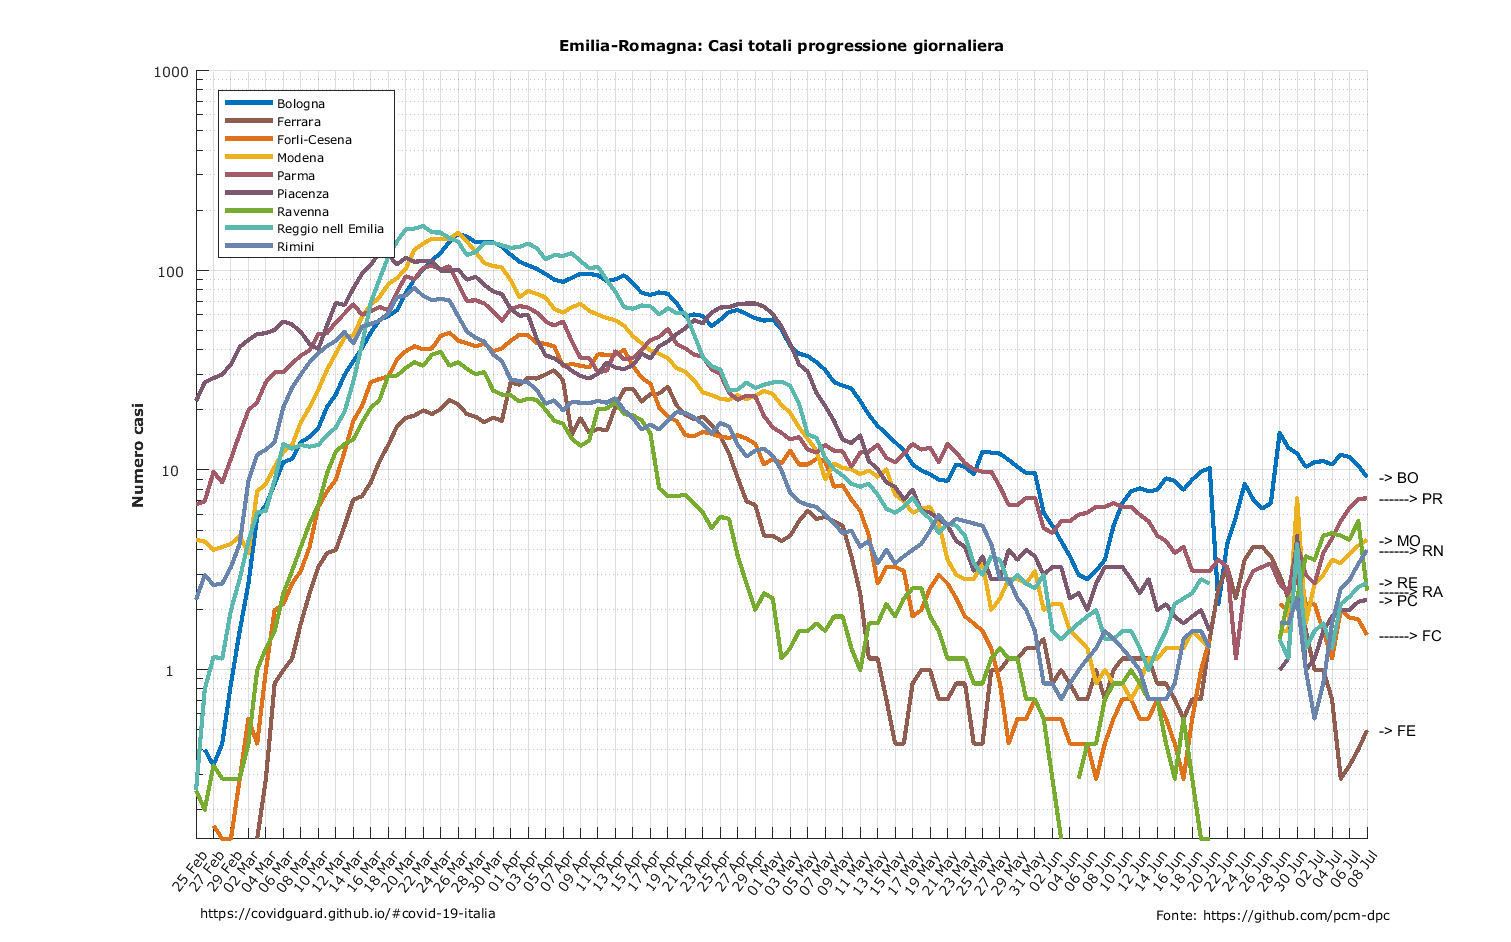 Emilia-Romagna: Casi totali progressione giornaliera
1000
100
10
1
Numero casi
Bologna
Ferrara
Forli-Cesena
Modena
Parma
Piacenza
Ravenna
Reggio nell Emilia
Rimini
-> BO
------> PR
-> MO
------> RN
-> RE
------> RA
-> PC
------> FC
-> FE
25 Feb
27 Feb
29 Feb
02 Mar
04 Mar
06 Mar
08 Mar
10 Mar
12 Mar
14 Mar
16 Mar
18 Mar
20 Mar
22 Mar
24 Mar
26 Mar
28 Mar
30 Mar
01 Apr
03 Apr
05 Apr
07 Apr
09 Apr
11 Apr
13 Apr
15 Apr
17 Apr
19 Apr
21 Apr
23 Apr
25 Apr
27 Apr
29 Apr
01 May
03 May
05 May
07 May
09 May
11 May
13 May
15 May
17 May
19 May
21 May
23 May
25 May
27 May
29 May
31 May
02 Jun
04 Jun
06 Jun
08 Jun
10 Jun
12 Jun
14 Jun
16 Jun
18 Jun
20 Jun
22 Jun
24 Jun
26 Jun
28 Jun
30 Jun
02 Jul
04 Jul
06 Jul
08 Jul
https://covidguard.github.io/#covid-19-italia
Fonte: https://github.com/pcm-dpc